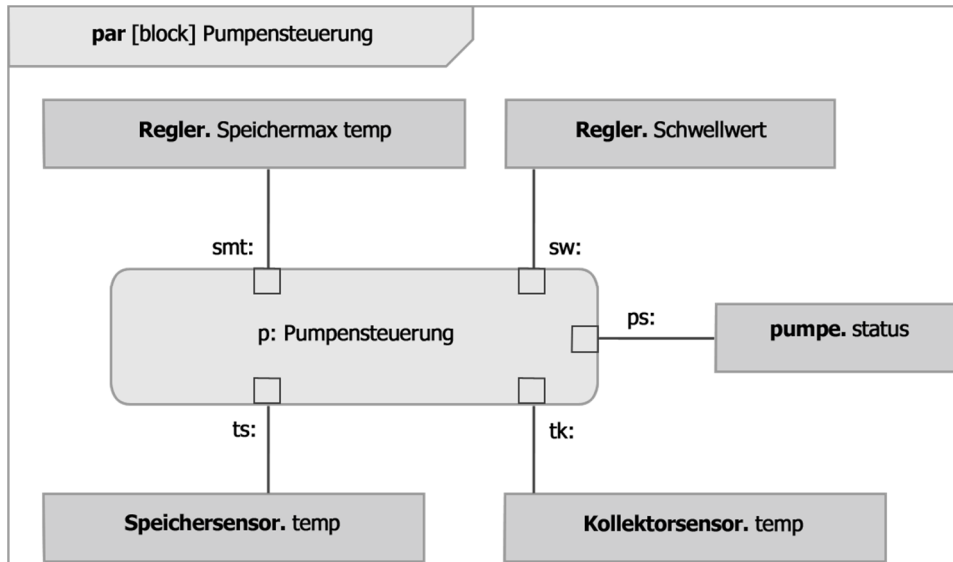 par [block] Pumpensteuerung
Regler. Speichermax temp
Regler. Schwellwert
smt:
sw:
p: Pumpensteuerung
ps:
pumpe. status
ts:
tk:
Speichersensor. temp
Kollektorsensor. temp